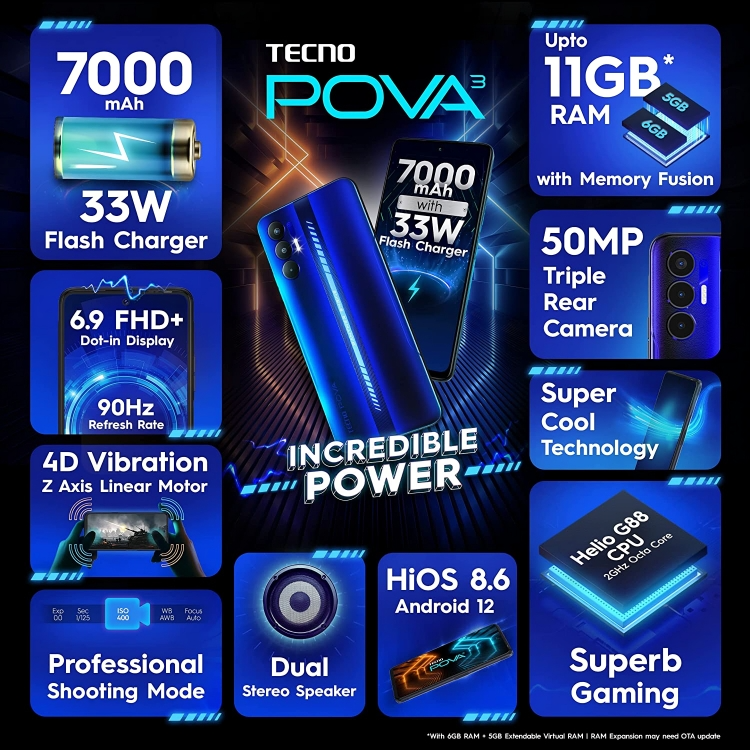 7000
mAh
33W
Flash Charger
TECNO
POVA 3
7000
mAh
with
33W
Flash Charger
INCREDIBLE
POWER
Upto
11GB*
RAM
5GB
6GB
with Memory Fusion
6.9 FHD+
Dot-in Display
90Hz
Refresh Rate
50MP
Triple
Rear
Camera
Super
Cool
Technology
4D Vibration
Z Axis Linear Motor
Helio G88
CPU
2GHz Octa Core
Superb
Gaming
Exp Sec ISO WB Focus
00 1/125 400 AWB Auto
Professional
Shooting Mode
Dual
Stereo Speaker
HiOS 8.6
Android 12
TECNO
POVA
*With 6GB RAM + 5GB Extendable Virtual RAM | RAM Expansion may need OTA update